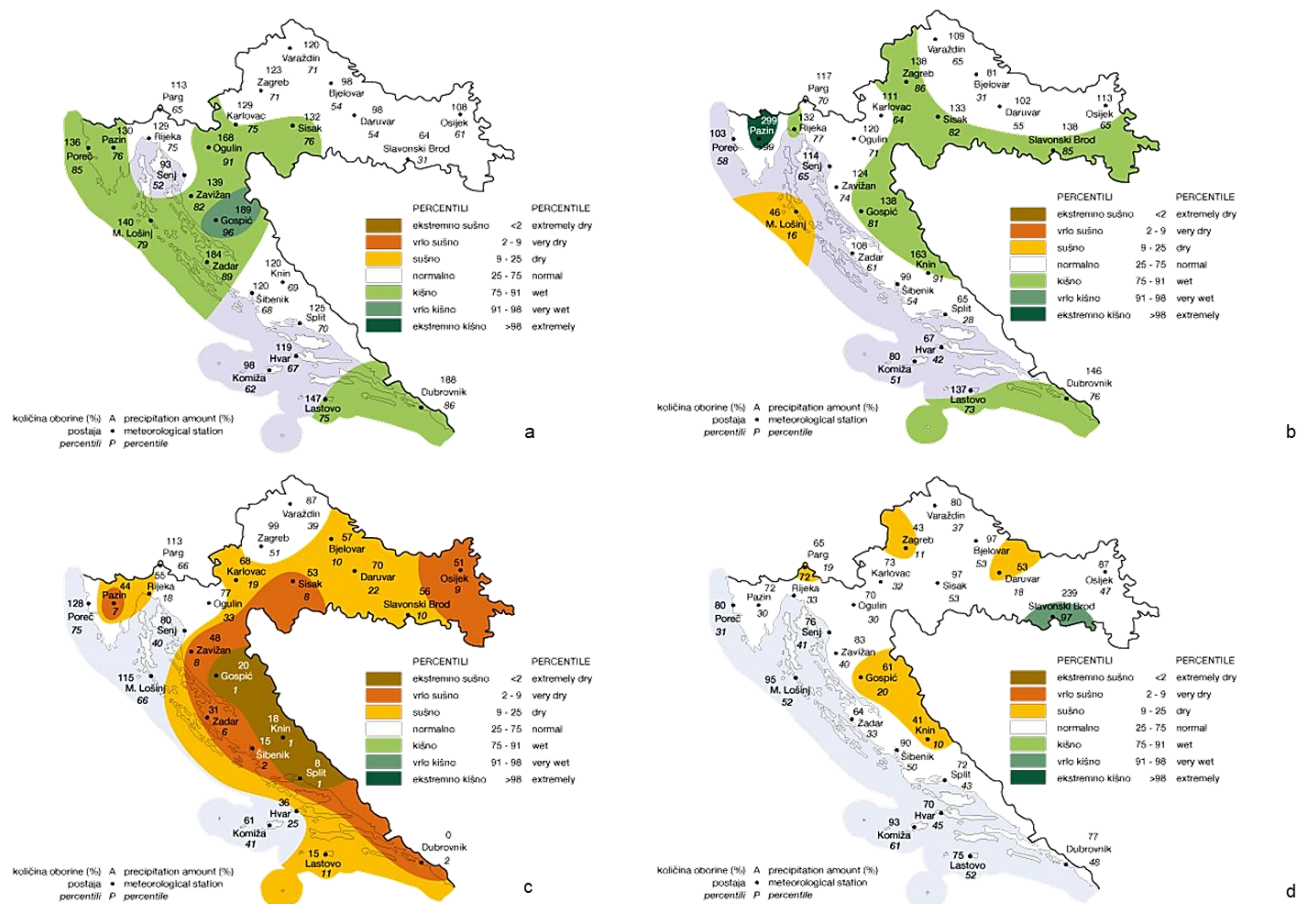 120
Varaždin
71
123
Zagreb
71
98
Bjelovar
54
113
Parg
65
129
Karlovac
75
132
Sisak
76
98
Daruvar
54
108
Osijek
61
64
Slavonski Brod
31
136
Poreč
85
130
Pazin
76
129
Rijeka
75
168
Ogulin
91
93
Senj
52
139
Zavižan
82
189
Gospić
96
140
M. Lošinj
79
184
Zadar
89
120
Knin
69
120
Šibenik
68
125
Split
70
119
Hvar
67
98
Komiža
62
147
Lastovo
75
188
Dubrovnik
86
PERCENTILI PERCENTILE
ekstremno sušno <2 extremely dry
vrlo sušno 2 - 9 very dry
sušno 9 - 25 dry
normalno 25 - 75 normal
kišno 75 - 91 wet
vrlo kišno 91 - 98 very wet
ekstremno kišno >98 extremely
količina oborine (%) A precipitation amount (%)
postaja • meteorological station
percentili P percentile
a
109
Varaždin
65
138
Zagreb
86
81
Bjelovar
31
117
Parg
70
111
Karlovac
64
133
Sisak
82
102
Daruvar
55
113
Osijek
65
138
Slavonski Brod
85
103
Poreč
58
299
Pazin
>99
132
Rijeka
77
120
Ogulin
71
114
Senj
65
124
Zavižan
74
138
Gospić
81
46
M. Lošinj
16
108
Zadar
61
163
Knin
91
99
Šibenik
54
65
Split
28
67
Hvar
42
80
Komiža
51
137
Lastovo
73
146
Dubrovnik
76
PERCENTILI PERCENTILE
ekstremno sušno <2 extremely dry
vrlo sušno 2 - 9 very dry
sušno 9 - 25 dry
normalno 25 - 75 normal
kišno 75 - 91 wet
vrlo kišno 91 - 98 very wet
ekstremno kišno >98 extremely
količina oborine (%) A precipitation amount (%)
postaja • meteorological station
percentili P percentile
b
87
Varaždin
39
99
Zagreb
51
57
Bjelovar
10
113
Parg
66
68
Karlovac
19
53
Sisak
8
70
Daruvar
22
51
Osijek
9
56
Slavonski Brod
10
128
Poreč
75
44
Pazin
7
55
Rijeka
18
77
Ogulin
33
80
Senj
40
48
Zavižan
8
20
Gospić
1
115
M. Lošinj
66
31
Zadar
6
18
Knin
1
15
Šibenik
2
8
Split
1
36
Hvar
25
61
Komiža
41
15
Lastovo
11
0
Dubrovnik
2
PERCENTILI PERCENTILE
ekstremno sušno <2 extremely dry
vrlo sušno 2 - 9 very dry
sušno 9 - 25 dry
normalno 25 - 75 normal
kišno 75 - 91 wet
vrlo kišno 91 - 98 very wet
ekstremno kišno >98 extremely
količina oborine (%) A precipitation amount (%)
postaja • meteorological station
percentili P percentile
c
80
Varaždin
37
43
Zagreb
11
97
Bjelovar
53
65
Parg
19
73
Karlovac
32
97
Sisak
53
53
Daruvar
18
87
Osijek
47
239
Slavonski Brod
97
80
Poreč
31
72
Pazin
30
72
Rijeka
33
70
Ogulin
30
76
Senj
41
83
Zavižan
40
61
Gospić
20
95
M. Lošinj
52
64
Zadar
33
41
Knin
10
90
Šibenik
50
72
Split
43
70
Hvar
45
93
Komiža
61
75
Lastovo
52
77
Dubrovnik
48
PERCENTILI PERCENTILE
ekstremno sušno <2 extremely dry
vrlo sušno 2 - 9 very dry
sušno 9 - 25 dry
normalno 25 - 75 normal
kišno 75 - 91 wet
vrlo kišno 91 - 98 very wet
ekstremno kišno >98 extremely
količina oborine (%) A precipitation amount (%)
postaja • meteorological station
percentili P percentile
d